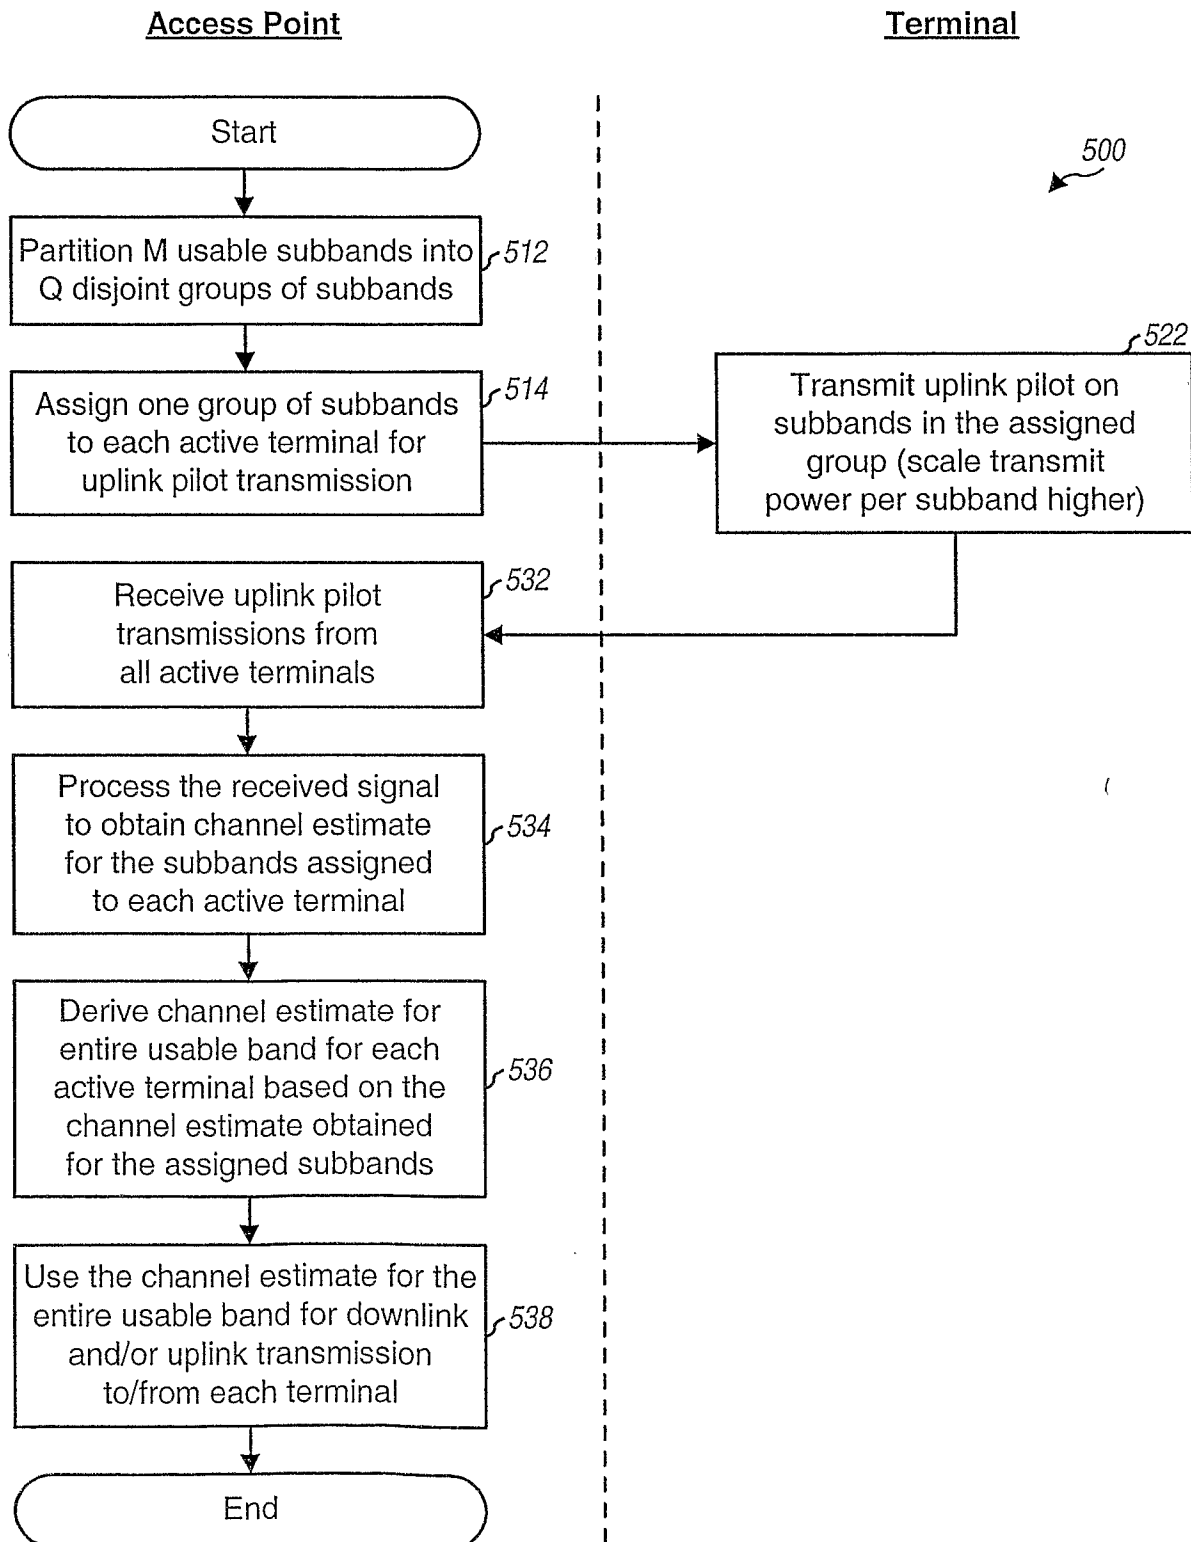 Access Point
Terminal
Start
500
Partition M usable subbands into
Q disjoint groups of subbands
512
522
Assign one group of subbands
to each active terminal for
uplink pilot transmission
514
Transmit uplink pilot on
subbands in the assigned
group (scale transmit
power per subband higher)
Receive uplink pilot
transmissions from
all active terminals
532
Process the received signal
to obtain channel estimate
for the subbands assigned
to each active terminal
534
Derive channel estimate for
entire usable band for each
active terminal based on the
channel estimate obtained
for the assigned subbands
536
Use the channel estimate for the
entire usable band for downlink
and/or uplink transmission
to/from each terminal
538
End